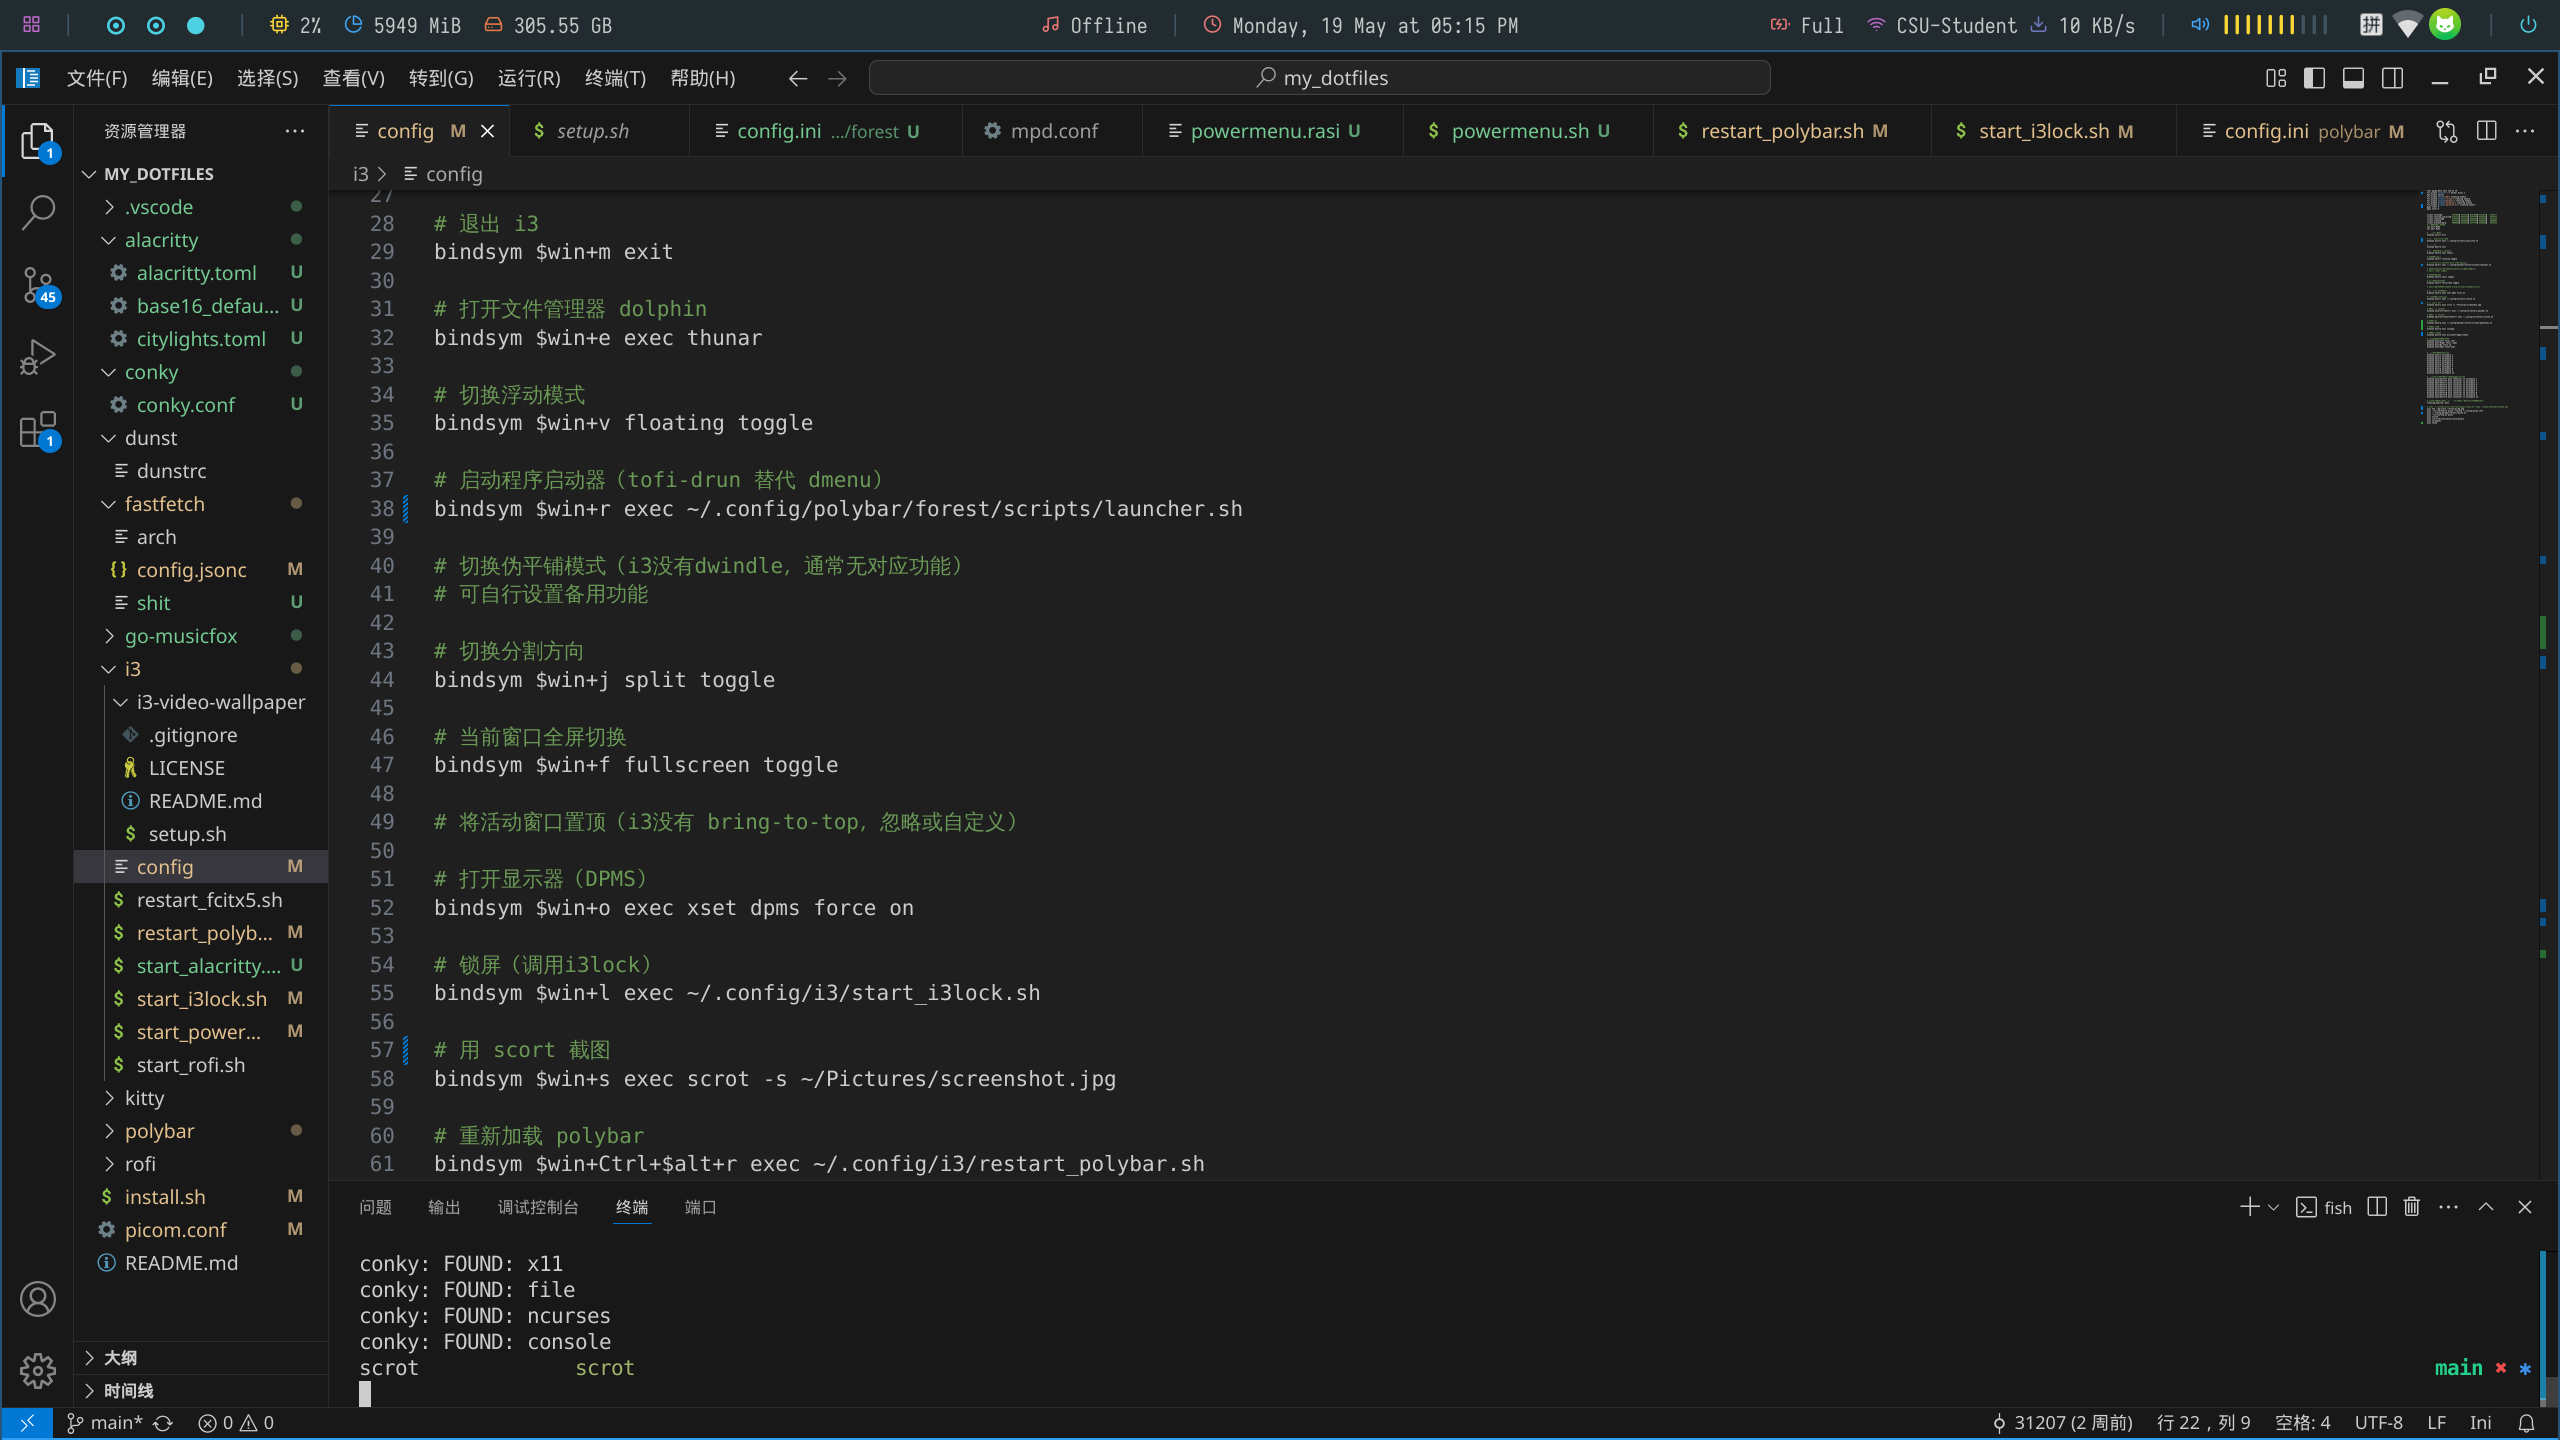 2% 5949 MiB 305.55 GB Offline Monday, 19 May at 05:15 PM Full CSU-Student 10 KB/s 拼
文件(F) 编辑(E) 选择(S) 查看(V) 转到(G) 运行(R) 终端(T) 帮助(H) my_dotfiles
资源管理器
MY_DOTFILES
.vscode
alacritty
alacritty.toml U
base16_defau... U
citylights.toml U
conky
conky.conf U
dunst
dunstrc
fastfetch
arch
config.jsonc M
shit U
go-musicfox
i3
i3-video-wallpaper
.gitignore
LICENSE
README.md
setup.sh
config M
restart_fcitx5.sh
restart_polyb... M
start_alacritty.... U
start_i3lock.sh M
start_power... M
start_rofi.sh
kitty
polybar
rofi
install.sh M
picom.conf M
README.md
大纲
时间线
1
45
1
config M setup.sh config.ini .../forest U mpd.conf powermenu.rasi U powermenu.sh U restart_polybar.sh M start_i3lock.sh M config.ini polybar M
i3 > config
27
28 # 退出 i3
29 bindsym $win+m exit
30
31 # 打开文件管理器 dolphin
32 bindsym $win+e exec thunar
33
34 # 切换浮动模式
35 bindsym $win+v floating toggle
36
37 # 启动程序启动器（tofi-drun 替代 dmenu）
38 bindsym $win+r exec ~/.config/polybar/forest/scripts/launcher.sh
39
40 # 切换伪平铺模式（i3没有dwindle，通常无对应功能）
41 # 可自行设置备用功能
42
43 # 切换分割方向
44 bindsym $win+j split toggle
45
46 # 当前窗口全屏切换
47 bindsym $win+f fullscreen toggle
48
49 # 将活动窗口置顶（i3没有 bring-to-top，忽略或自定义）
50
51 # 打开显示器（DPMS）
52 bindsym $win+o exec xset dpms force on
53
54 # 锁屏（调用i3lock）
55 bindsym $win+l exec ~/.config/i3/start_i3lock.sh
56
57 # 用 scort 截图
58 bindsym $win+s exec scrot -s ~/Pictures/screenshot.jpg
59
60 # 重新加载 polybar
61 bindsym $win+Ctrl+$alt+r exec ~/.config/i3/restart_polybar.sh
问题 输出 调试控制台 终端 端口 fish
conky: FOUND: x11
conky: FOUND: file
conky: FOUND: ncurses
conky: FOUND: console
scrot scrot main ✖ ✱
main* 0 0 31207 (2 周前) 行 22，列 9 空格: 4 UTF-8 LF Ini